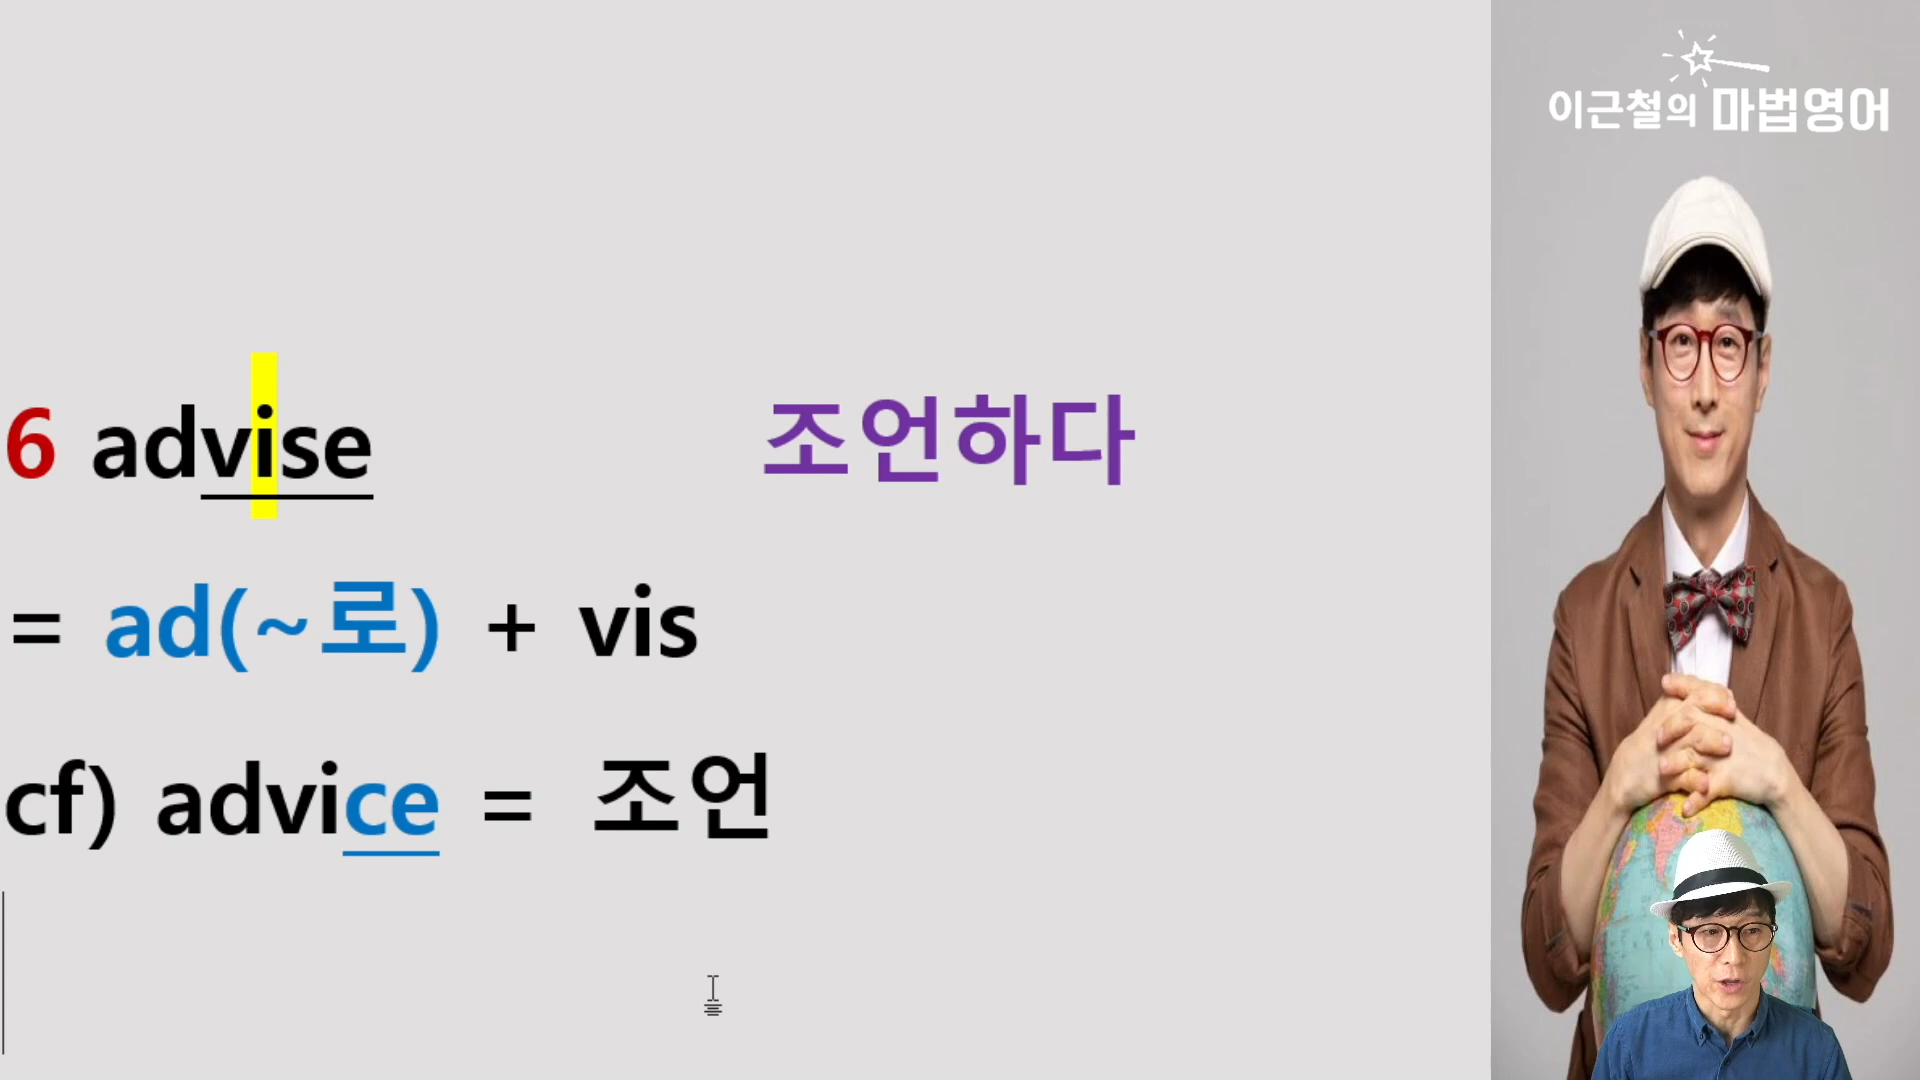 이근철의 마법영어
6 advise 조언하다
= ad(~로) + vis
cf) advice = 조언